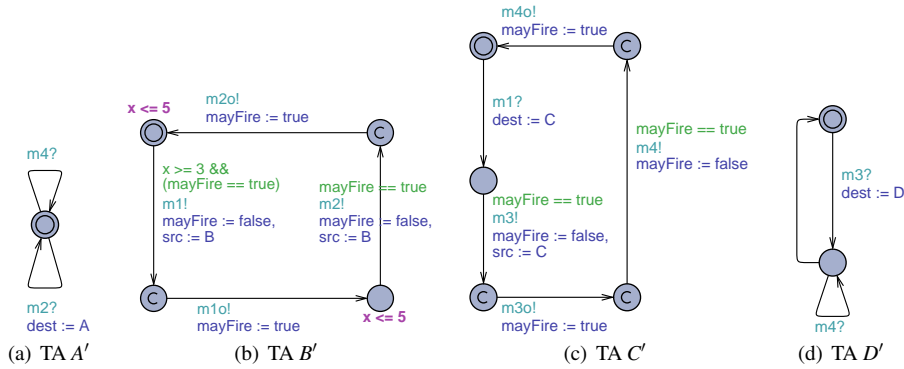 m4?
m2?
dest := A
(a) TA A′
x <= 5
m2o!
mayFire := true
C
x >= 3 &&
(mayFire == true)
m1!
mayFire := false,
src := B
mayFire == true
m2!
mayFire := false,
src := B
C
m1o!
mayFire := true
x <= 5
(b) TA B′
m4o!
mayFire := true
C
m1?
dest := C
mayFire == true
m3!
mayFire := false,
src := C
mayFire == true
m4!
mayFire := false
C
C
m3o!
mayFire := true
(c) TA C′
m3?
dest := D
m4?
(d) TA D′